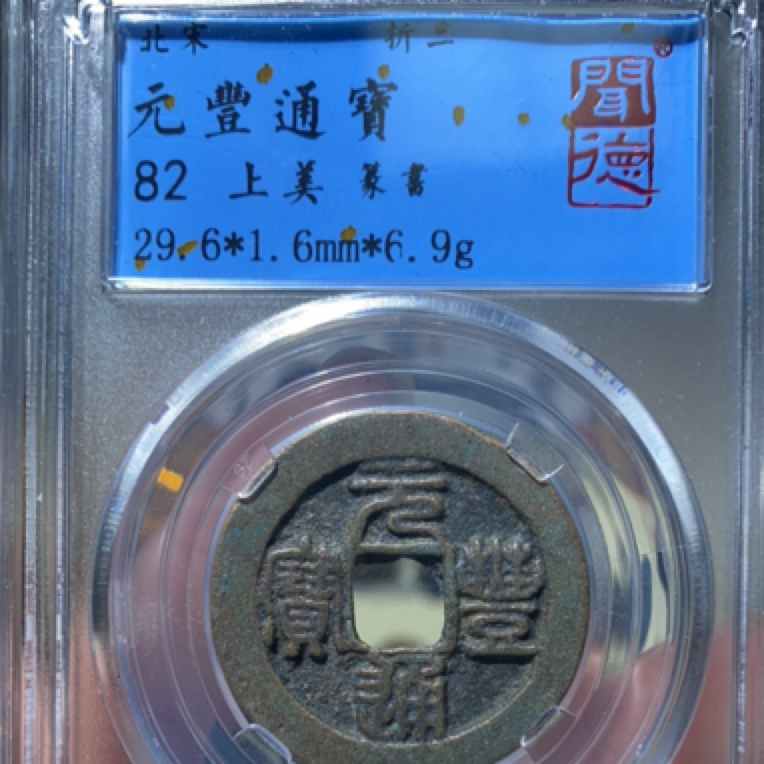 北宋 折二
元豐通寶
82 上美 篆書
29.6*1.6mm*6.9g
聞德
®
元豐通寶